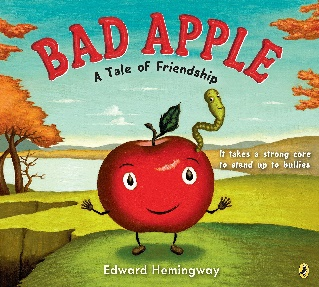 BAD APPLE
A Tale of Friendship
It takes a strong core
to stand up to bullies
Edward Hemingway